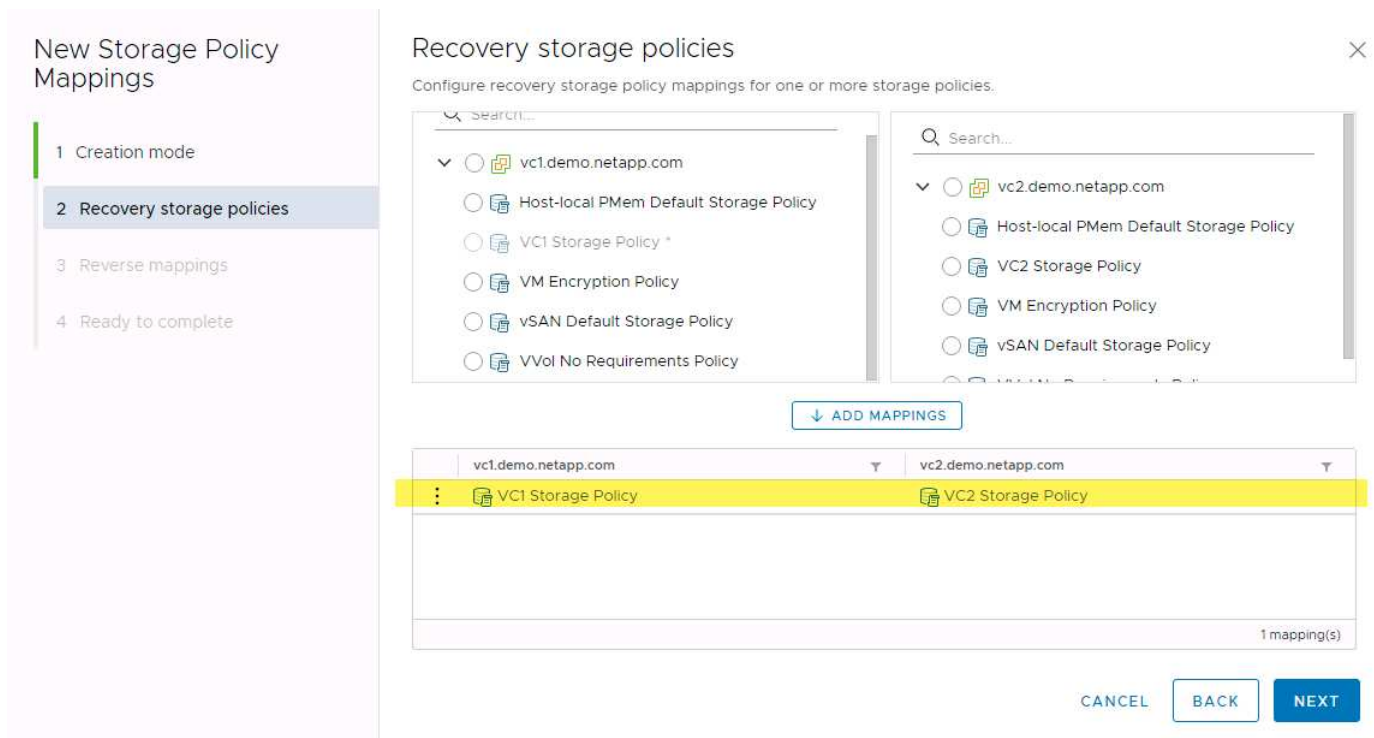 New Storage Policy
Mappings
1 Creation mode
2 Recovery storage policies
3 Reverse mappings
4 Ready to complete
Recovery storage policies
Configure recovery storage policy mappings for one or more storage policies.
Search...
vc1.demo.netapp.com
Host-local PMem Default Storage Policy
VC1 Storage Policy *
VM Encryption Policy
vSAN Default Storage Policy
VVol No Requirements Policy
Search...
vc2.demo.netapp.com
Host-local PMem Default Storage Policy
VC2 Storage Policy
VM Encryption Policy
vSAN Default Storage Policy
ADD MAPPINGS
vc1.demo.netapp.com vc2.demo.netapp.com
VC1 Storage Policy VC2 Storage Policy
1 mapping(s)
CANCEL BACK NEXT